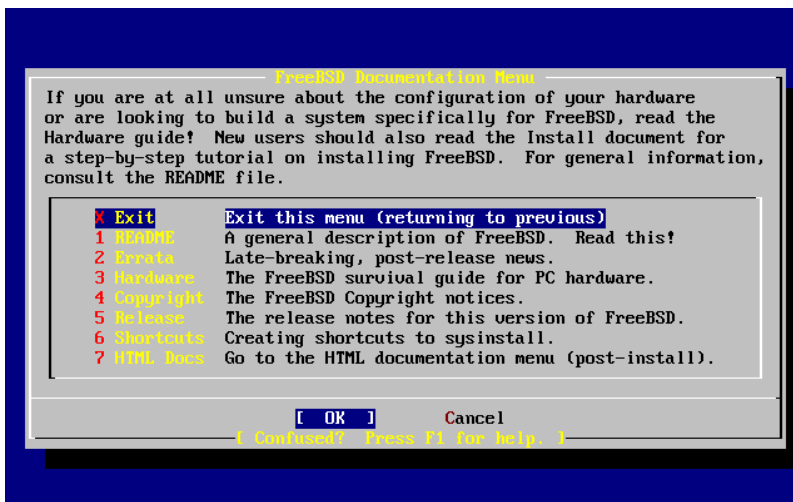 FreeBSD Documentation Menu
If you are at all unsure about the configuration of your hardware
or are looking to build a system specifically for FreeBSD, read the
Hardware guide!  New users should also read the Install document for
a step-by-step tutorial on installing FreeBSD.  For general information,
consult the README file.
X Exit Exit this menu (returning to previous)
1 README A general description of FreeBSD.  Read this!
2 Errata Late-breaking, post-release news.
3 Hardware The FreeBSD survival guide for PC hardware.
4 Copyright The FreeBSD Copyright notices.
5 Release The release notes for this version of FreeBSD.
6 Shortcuts Creating shortcuts to sysinstall.
7 HTML Docs Go to the HTML documentation menu (post-install).
[ OK ] Cancel
[ Confused?  Press F1 for help. ]